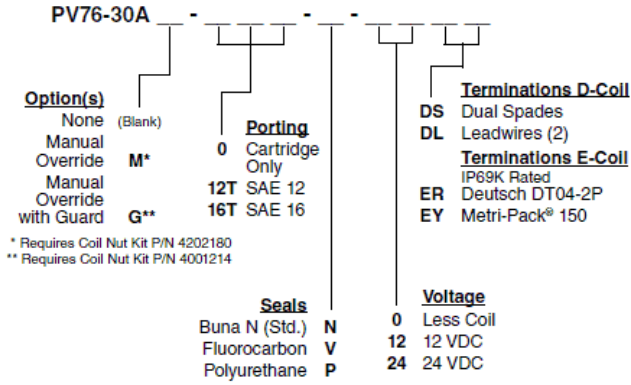 PV76-30A __ - __ __ __ - __ - __ __ __ __
Option(s)
None (Blank)
Manual
Override M*
Manual
Override
with Guard G**
* Requires Coil Nut Kit P/N 4202180
** Requires Coil Nut Kit P/N 4001214
Porting
0 Cartridge
Only
12T SAE 12
16T SAE 16
Seals
Buna N (Std.) N
Fluorocarbon V
Polyurethane P
Voltage
0 Less Coil
12 12 VDC
24 24 VDC
Terminations D-Coil
DS Dual Spades
DL Leadwires (2)
Terminations E-Coil
IP69K Rated
ER Deutsch DT04-2P
EY Metri-Pack® 150